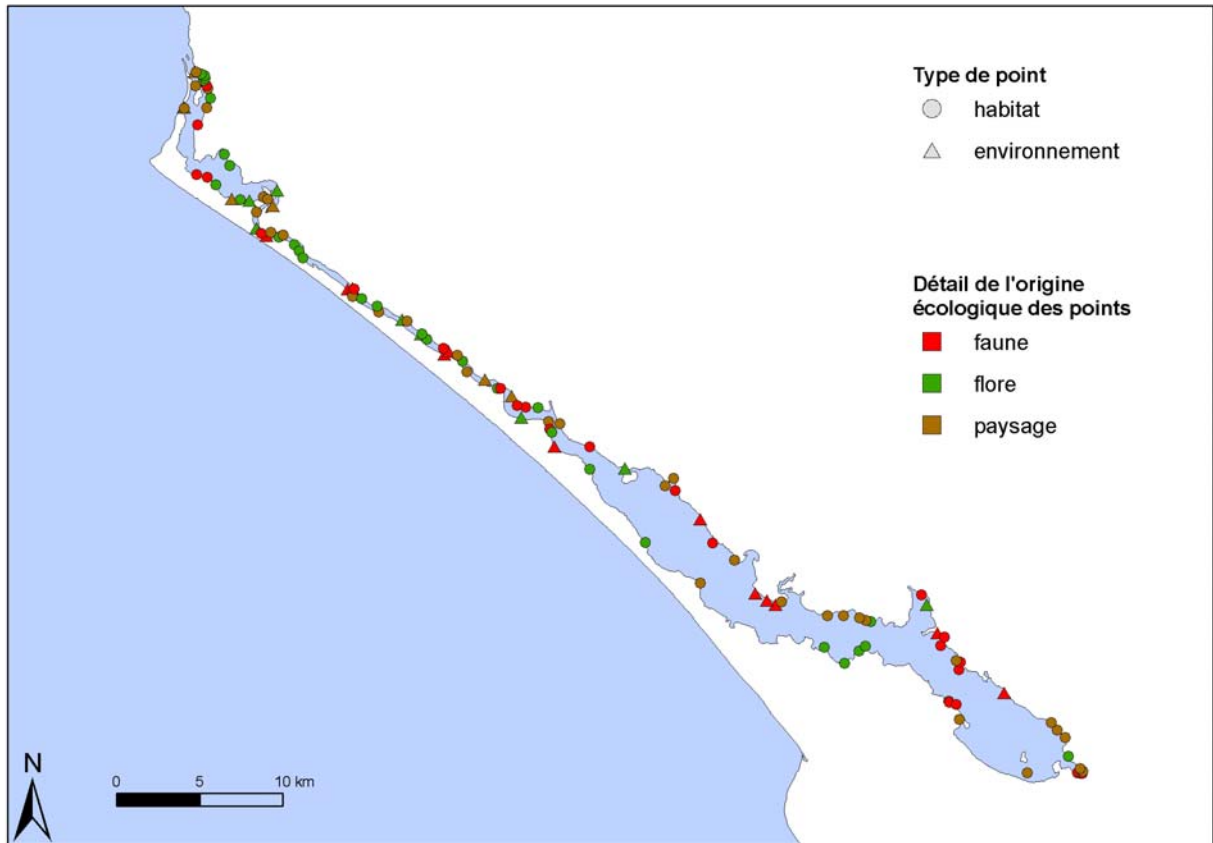 Type de point
habitat
environnement
Détail de l'origine
écologique des points
faune
flore
paysage
N
0 5 10 km